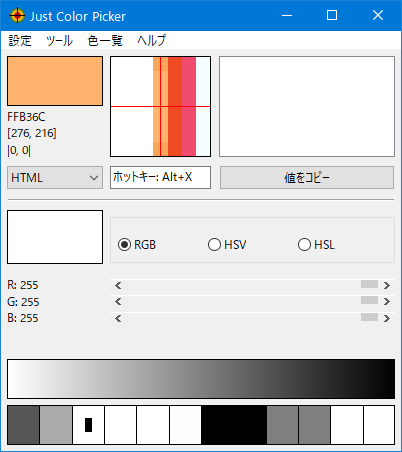 Just Color Picker
設定 ツール 色一覧 ヘルプ
FFB36C
[276, 216]
|0, 0|
HTML
ホットキー: Alt+X
値をコピー
RGB HSV HSL
R: 255
G: 255
B: 255